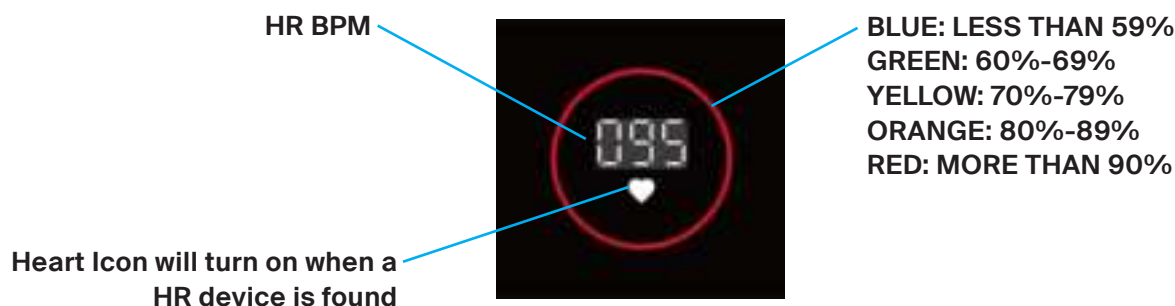 HR BPM
095
Heart Icon will turn on when a
HR device is found
BLUE: LESS THAN 59%
GREEN: 60%-69%
YELLOW: 70%-79%
ORANGE: 80%-89%
RED: MORE THAN 90%